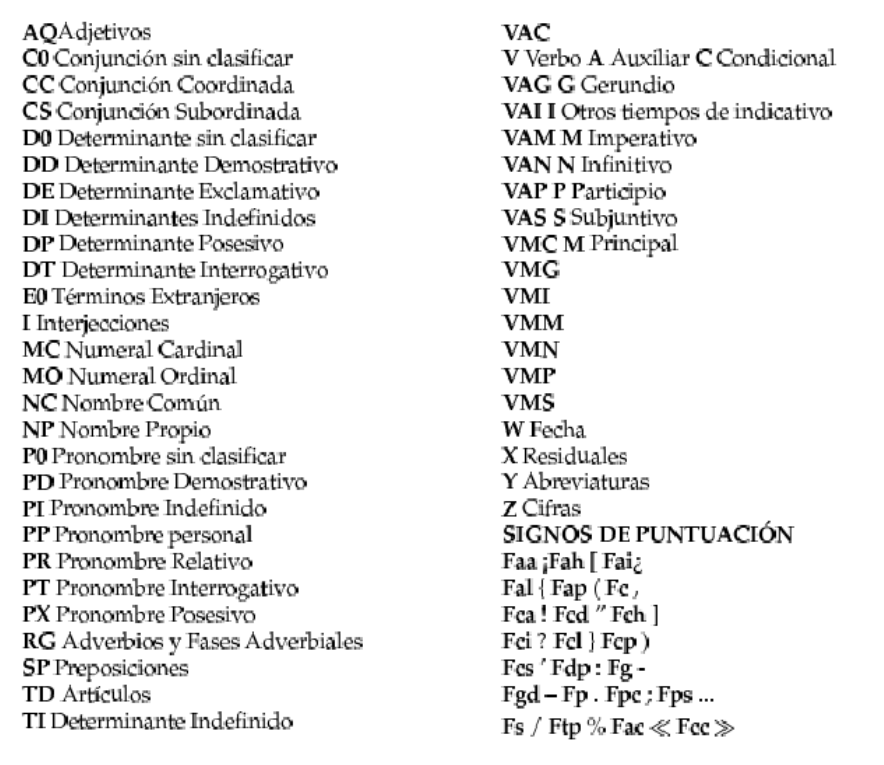 AQAdjetivos
C0 Conjunción sin clasificar
CC Conjunción Coordinada
CS Conjunción Subordinada
D0 Determinante sin clasificar
DD Determinante Demostrativo
DE Determinante Exclamativo
DI Determinantes Indefinidos
DP Determinante Posesivo
DT Determinante Interrogativo
E0 Términos Extranjeros
I Interjecciones
MC Numeral Cardinal
MO Numeral Ordinal
NC Nombre Común
NP Nombre Propio
P0 Pronombre sin clasificar
PD Pronombre Demostrativo
PI Pronombre Indefinido
PP Pronombre personal
PR Pronombre Relativo
PT Pronombre Interrogativo
PX Pronombre Posesivo
RG Adverbios y Fases Adverbiales
SP Preposiciones
TD Artículos
TI Determinante Indefinido
VAC
V Verbo A Auxiliar C Condicional
VAG G Gerundio
VAI I Otros tiempos de indicativo
VAM M Imperativo
VAN N Infinitivo
VAP P Participio
VAS S Subjuntivo
VMC M Principal
VMG
VMI
VMM
VMN
VMP
VMS
W Fecha
X Residuales
Y Abreviaturas
Z Cifras
SIGNOS DE PUNTUACIÓN
Faa ¡Fah [ Fai¿
Fal { Fap ( Fc ,
Fca ! Fcd ″ Fch ]
Fci ? Fcl } Fcp )
Fcs ′ Fdp : Fg -
Fgd – Fp . Fpc ; Fps ...
Fs / Ftp % Fac ≪ Fcc ≫